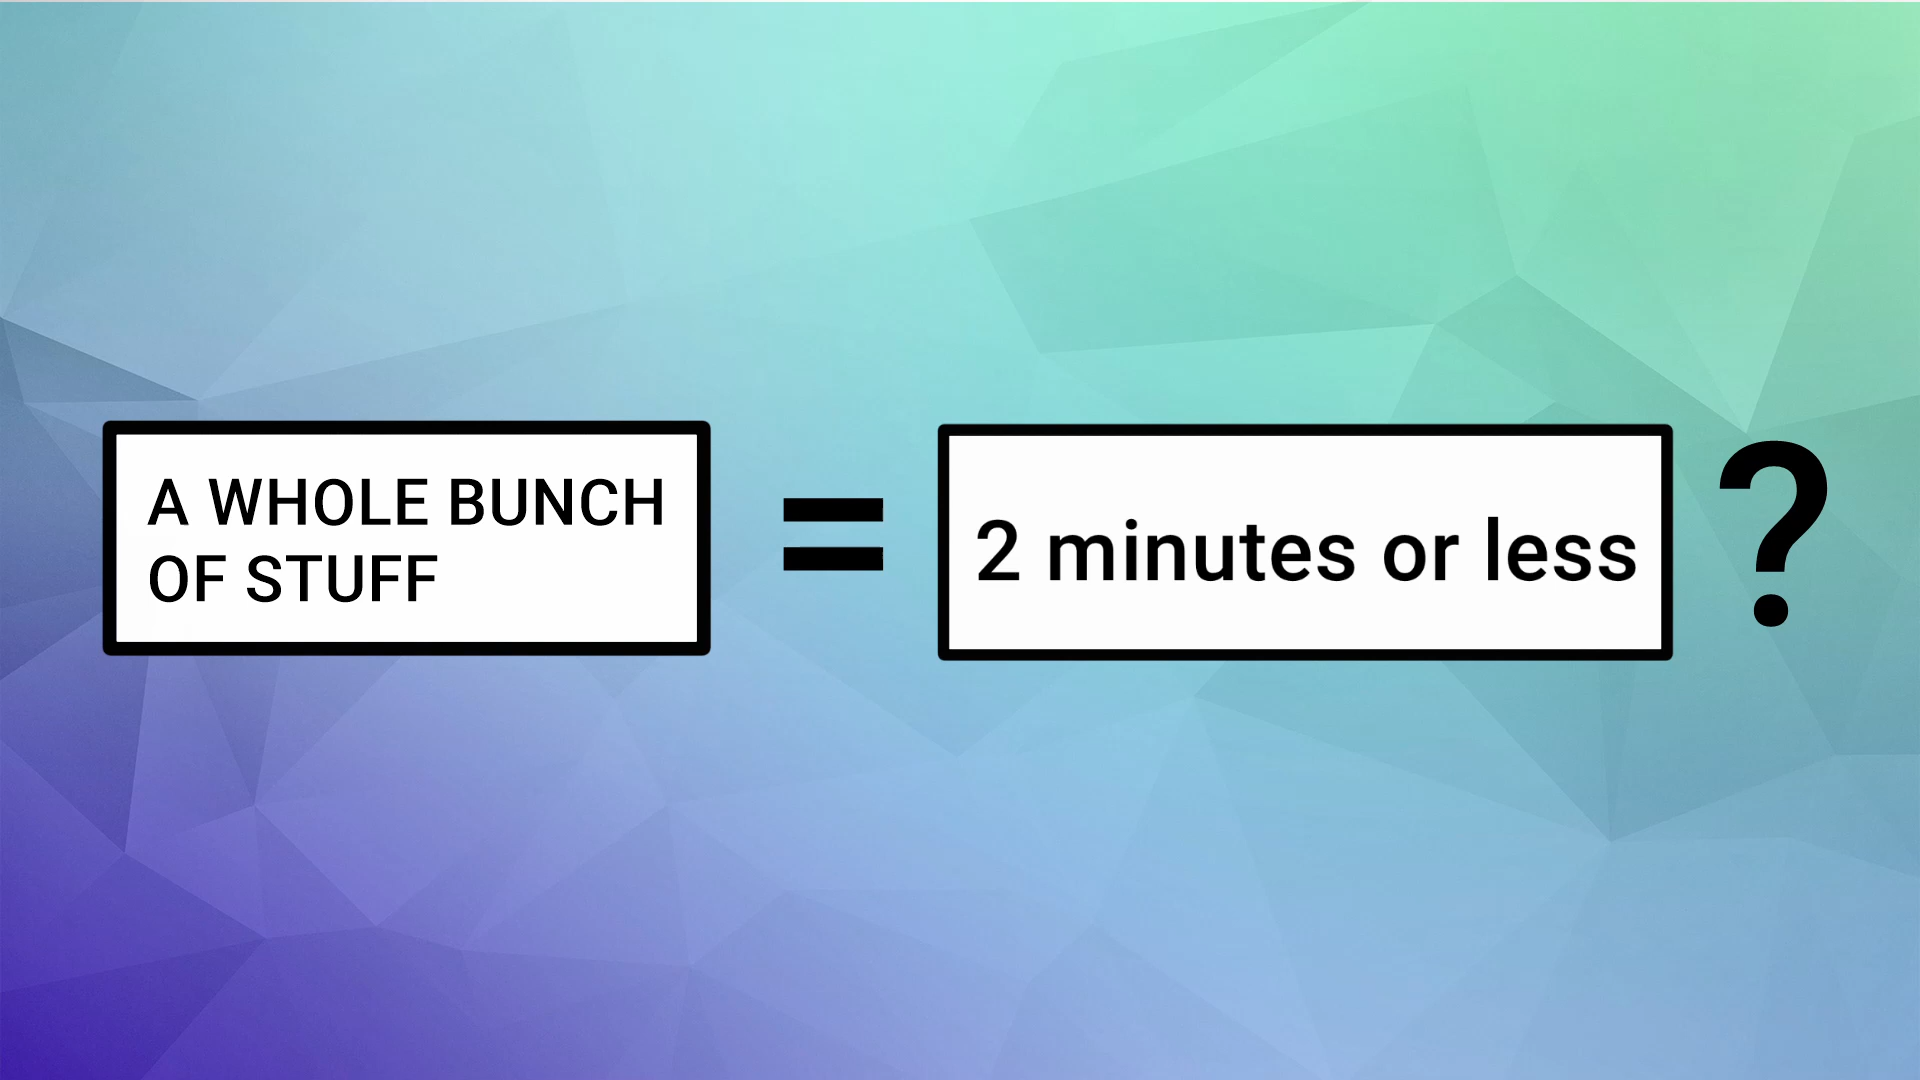 A WHOLE BUNCH
OF STUFF
=
2 minutes or less
?